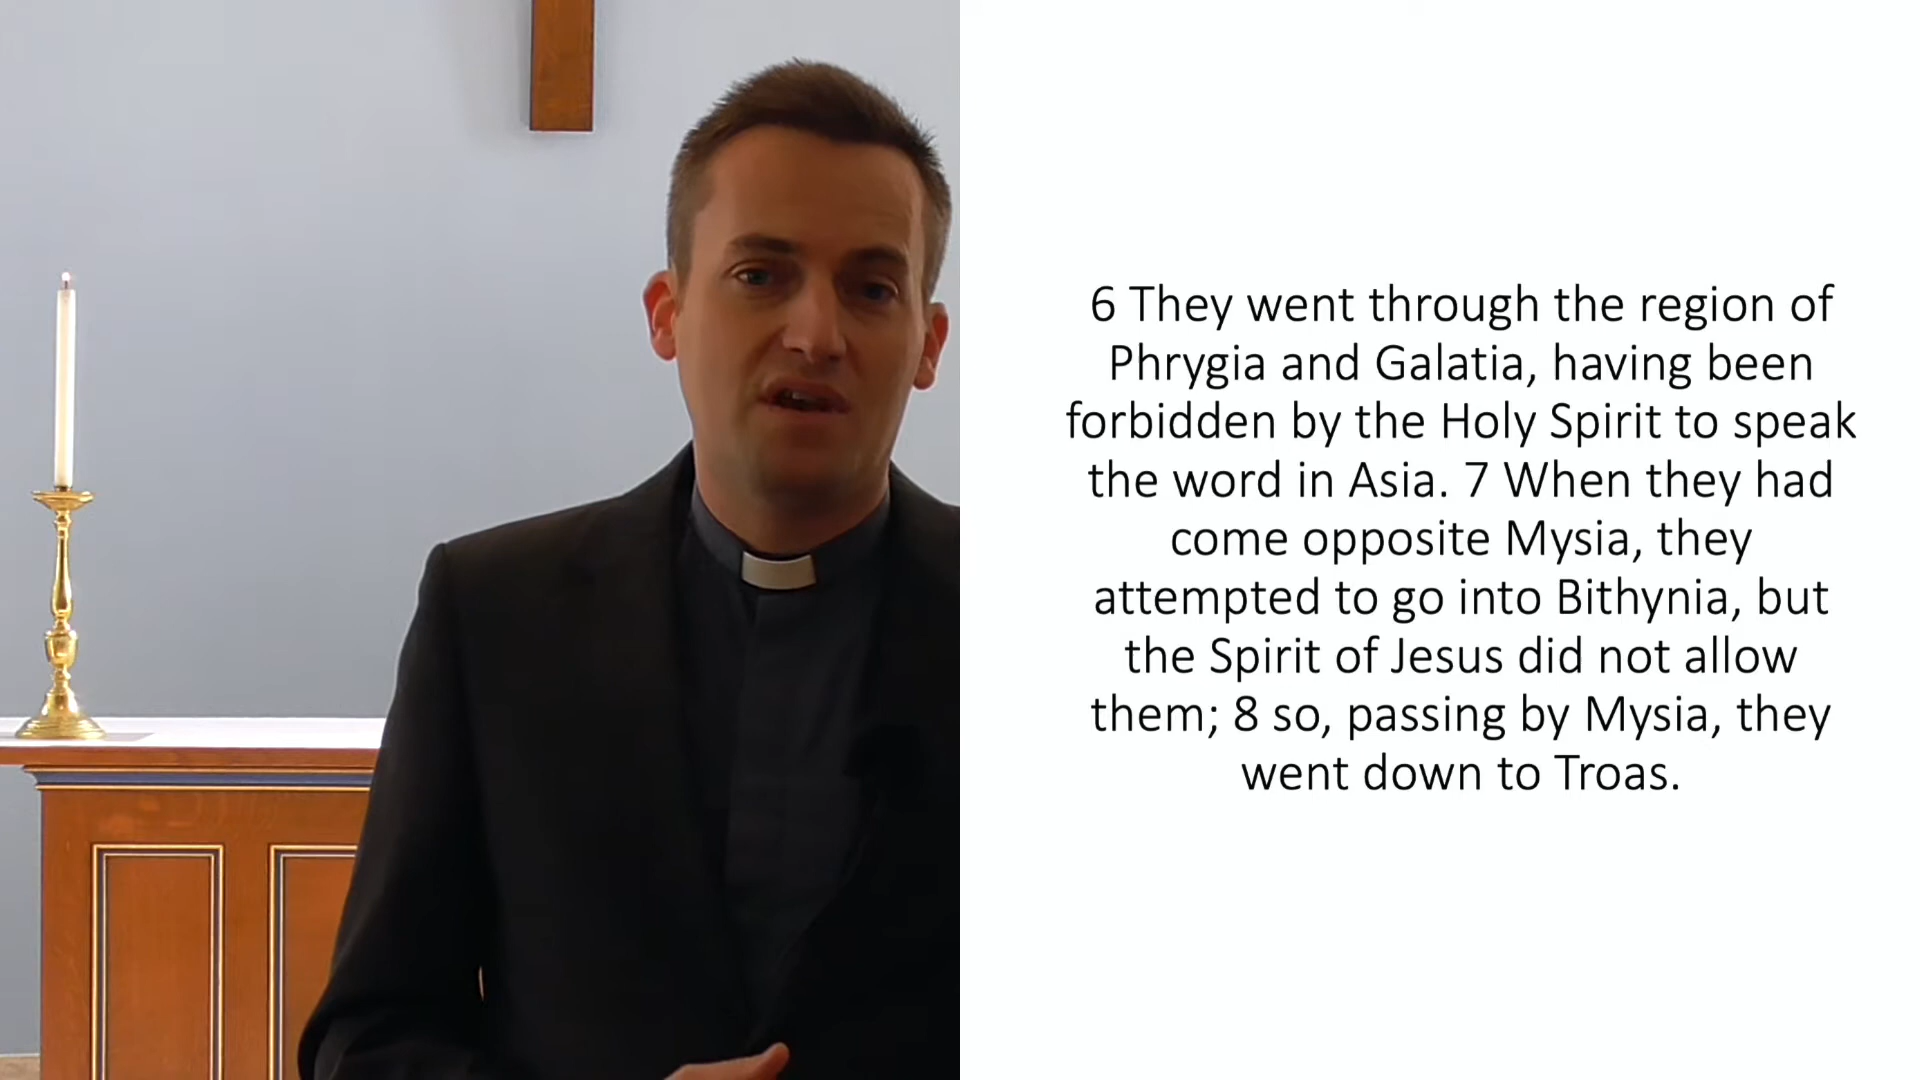 6 They went through the region of
Phrygia and Galatia, having been
forbidden by the Holy Spirit to speak
the word in Asia. 7 When they had
come opposite Mysia, they
attempted to go into Bithynia, but
the Spirit of Jesus did not allow
them; 8 so, passing by Mysia, they
went down to Troas.